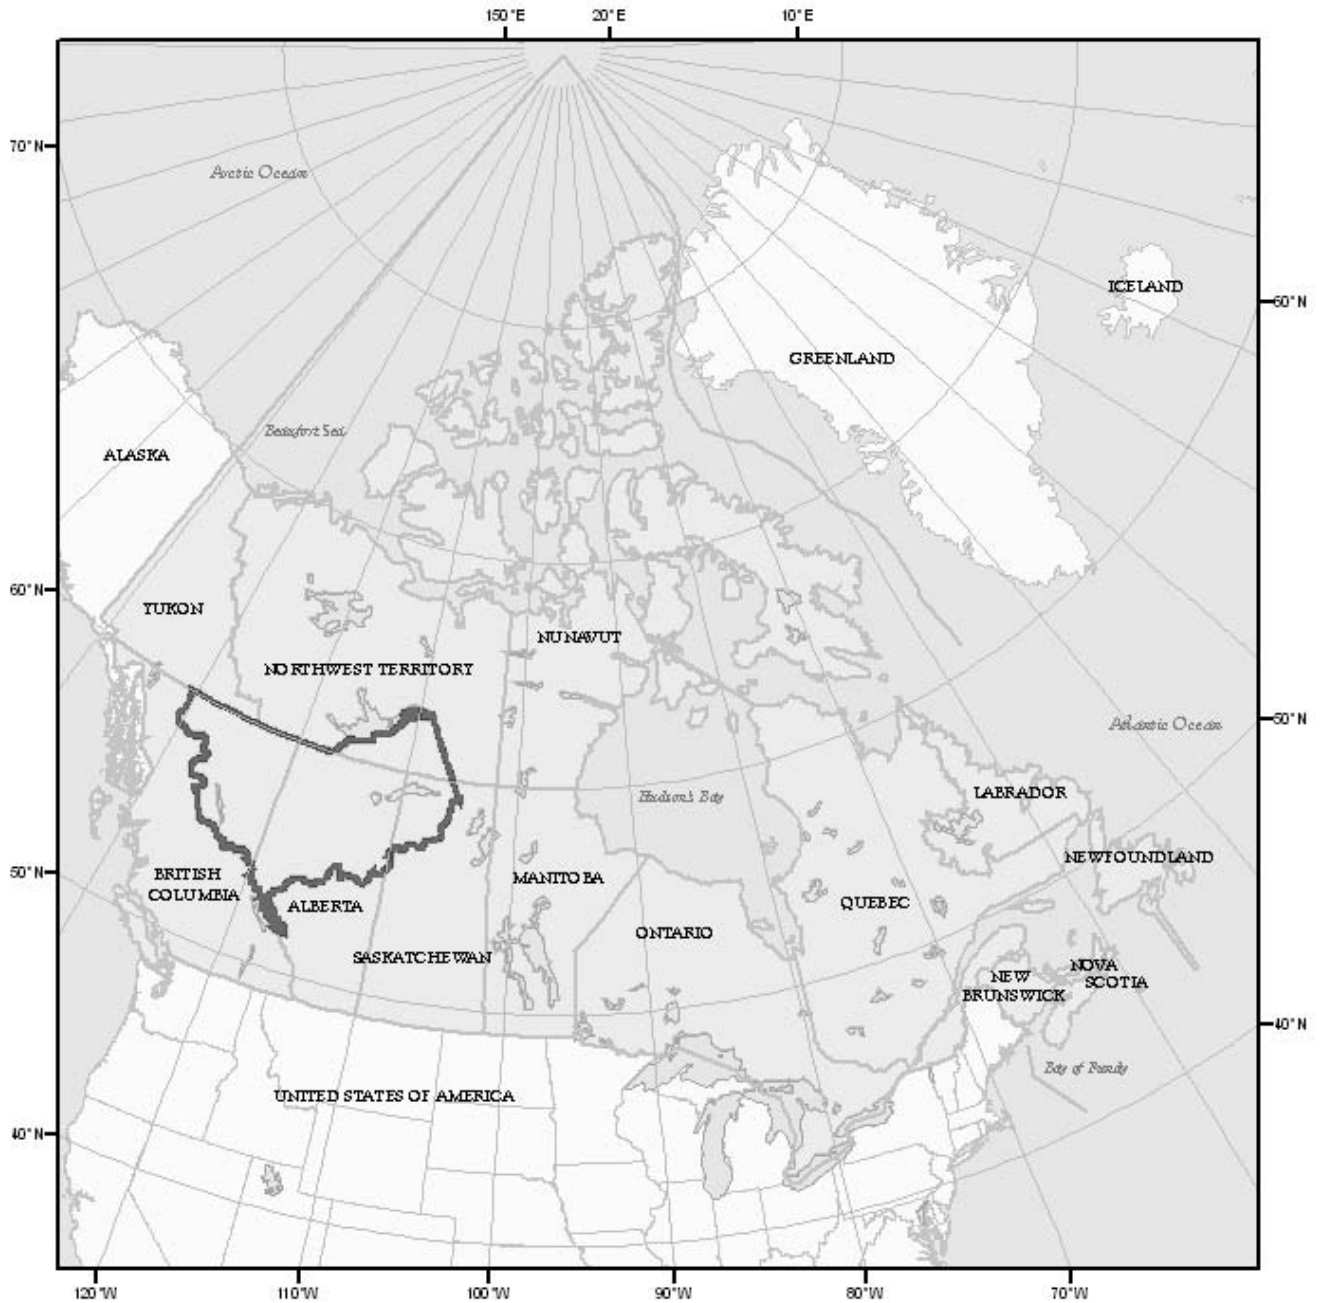 150°E 20°E 10°E
70°N
Arctic Ocean
ICELAND
60°N
GREENLAND
Beaufort Sea
ALASKA
60°N
YUKON
NUNAVUT
NORTHWEST TERRITORY
Atlantic Ocean
50°N
Hudson's Bay
LABRADOR
NEWFOUNDLAND
50°N
BRITISH
COLUMBIA
MANITOBA
ALBERTA
QUEBEC
ONTARIO
SASKATCHEWAN
NOVA
SCOTIA
NEW
BRUNSWICK
40°N
Bay of Fundy
UNITED STATES OF AMERICA
40°N
120°W 110°W 100°W 90°W 80°W 70°W